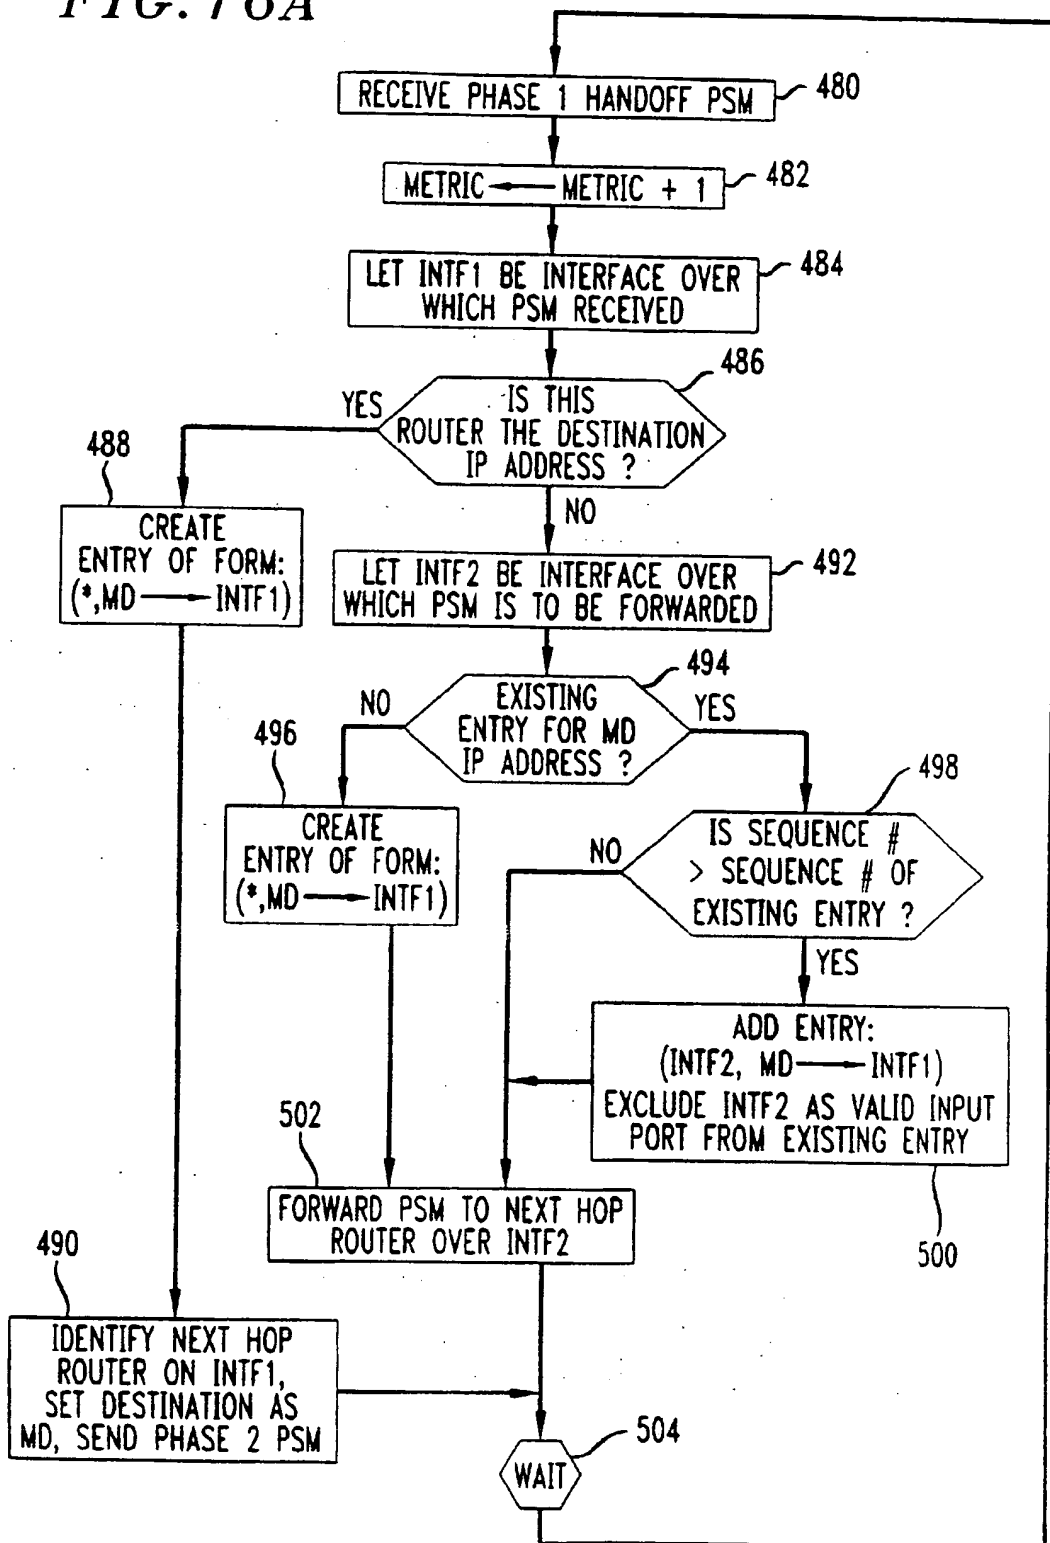 FIG. 18A
RECEIVE PHASE 1 HANDOFF PSM
480
METRIC ← METRIC + 1
482
LET INTF1 BE INTERFACE OVER
WHICH PSM RECEIVED
484
IS THIS
ROUTER THE DESTINATION
IP ADDRESS ?
486
YES
NO
488
CREATE
ENTRY OF FORM:
(*,MD → INTF1)
LET INTF2 BE INTERFACE OVER
WHICH PSM IS TO BE FORWARDED
492
EXISTING
ENTRY FOR MD
IP ADDRESS ?
494
NO
YES
496
CREATE
ENTRY OF FORM:
(*,MD → INTF1)
498
IS SEQUENCE #
> SEQUENCE # OF
EXISTING ENTRY ?
NO
YES
ADD ENTRY:
(INTF2, MD → INTF1)
EXCLUDE INTF2 AS VALID INPUT
PORT FROM EXISTING ENTRY
500
502
FORWARD PSM TO NEXT HOP
ROUTER OVER INTF2
490
IDENTIFY NEXT HOP
ROUTER ON INTF1,
SET DESTINATION AS
MD, SEND PHASE 2 PSM
WAIT
504